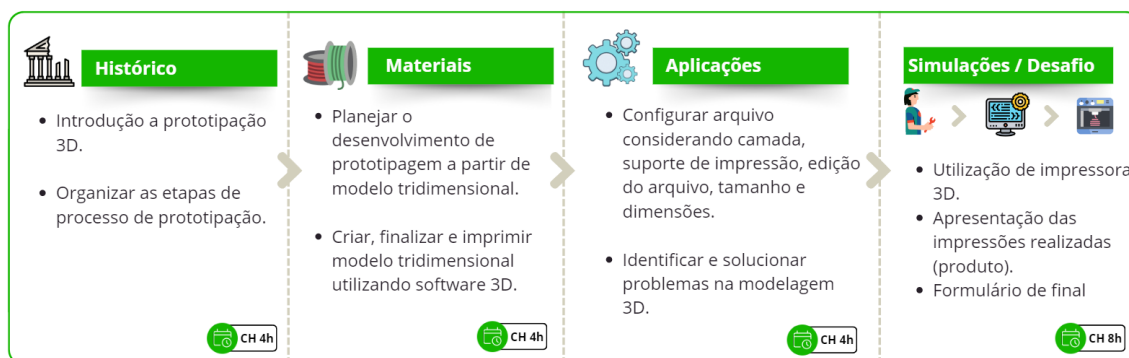 Histórico
• Introdução a prototipação
3D.
• Organizar as etapas de
processo de prototipação.
CH 4h
Materiais
• Planejar o
desenvolvimento de
prototipagem a partir de
modelo tridimensional.
• Criar, finalizar e imprimir
modelo tridimensional
utilizando software 3D.
CH 4h
Aplicações
• Configurar arquivo
considerando camada,
suporte de impressão, edição
do arquivo, tamanho e
dimensões.
• Identificar e solucionar
problemas na modelagem
3D.
CH 4h
Simulações / Desafio
• Utilização de impressora
3D.
• Apresentação das
impressões realizadas
(produto).
• Formulário de final
CH 8h